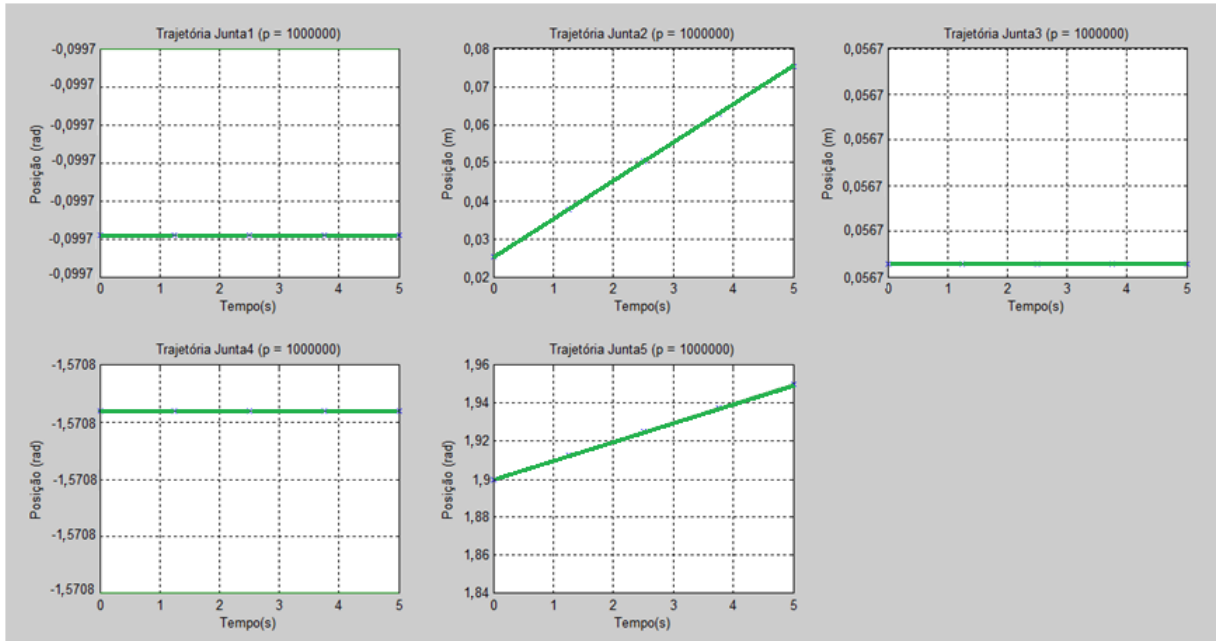 Trajetória Junta1 (p = 1000000)
-0,0997
-0,0997
-0,0997
-0,0997
-0,0997
-0,0997
-0,0997
Posição (rad)
0 1 2 3 4 5
Tempo(s)
Trajetória Junta2 (p = 1000000)
0,08
0,07
0,06
0,05
0,04
0,03
0,02
Posição (m)
0 1 2 3 4 5
Tempo(s)
Trajetória Junta3 (p = 1000000)
0,0567
0,0567
0,0567
0,0567
0,0567
0,0567
Posição (m)
0 1 2 3 4 5
Tempo(s)
Trajetória Junta4 (p = 1000000)
-1,5708
-1,5708
-1,5708
-1,5708
-1,5708
Posição (rad)
0 1 2 3 4 5
Tempo(s)
Trajetória Junta5 (p = 1000000)
1,96
1,94
1,92
1,9
1,88
1,86
1,84
Posição (rad)
0 1 2 3 4 5
Tempo(s)